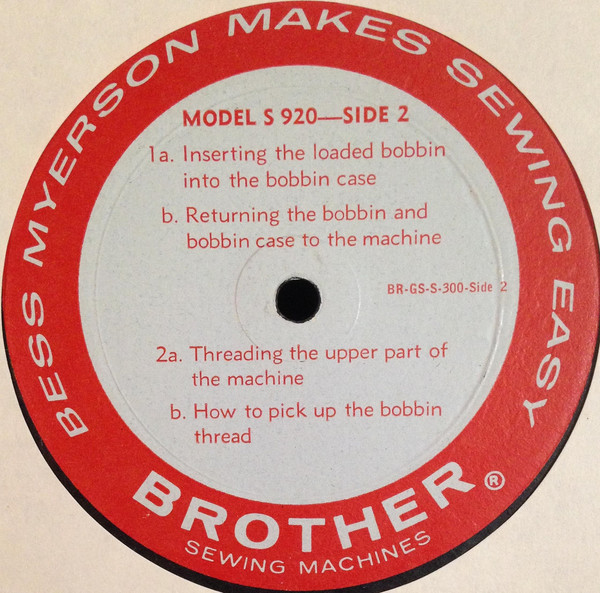 BESS MYERSON MAKES SEWING EASY
MODEL S 920—SIDE 2
1a. Inserting the loaded bobbin
into the bobbin case
b. Returning the bobbin and
bobbin case to the machine
BR-GS-S-300-Side 2
2a. Threading the upper part of
the machine
b. How to pick up the bobbin
thread
BROTHER®
SEWING MACHINES